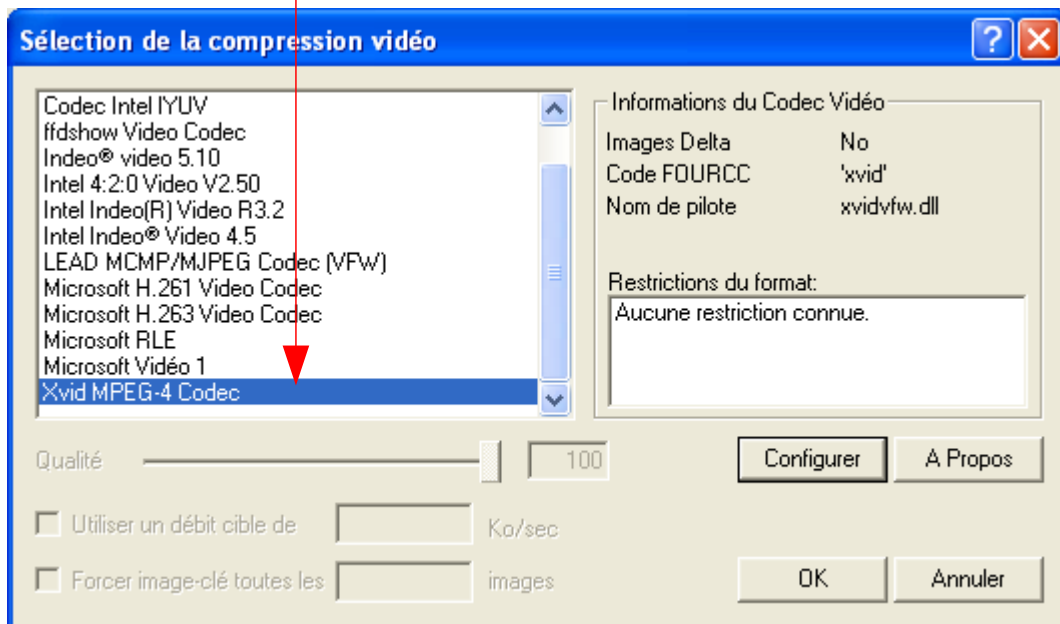 Sélection de la compression vidéo
Codec Intel IYUV
ffdshow Video Codec
Indeo® video 5.10
Intel 4:2:0 Video V2.50
Intel Indeo(R) Video R3.2
Intel Indeo® Video 4.5
LEAD MCMP/MJPEG Codec (VFW)
Microsoft H.261 Video Codec
Microsoft H.263 Video Codec
Microsoft RLE
Microsoft Vidéo 1
Xvid MPEG-4 Codec
Informations du Codec Vidéo
Images Delta No
Code FOURCC 'xvid'
Nom de pilote xvidvfw.dll
Restrictions du format:
Aucune restriction connue.
Qualité 100
Configurer A Propos
Utiliser un débit cible de Ko/sec
Forcer image-clé toutes les images
OK Annuler